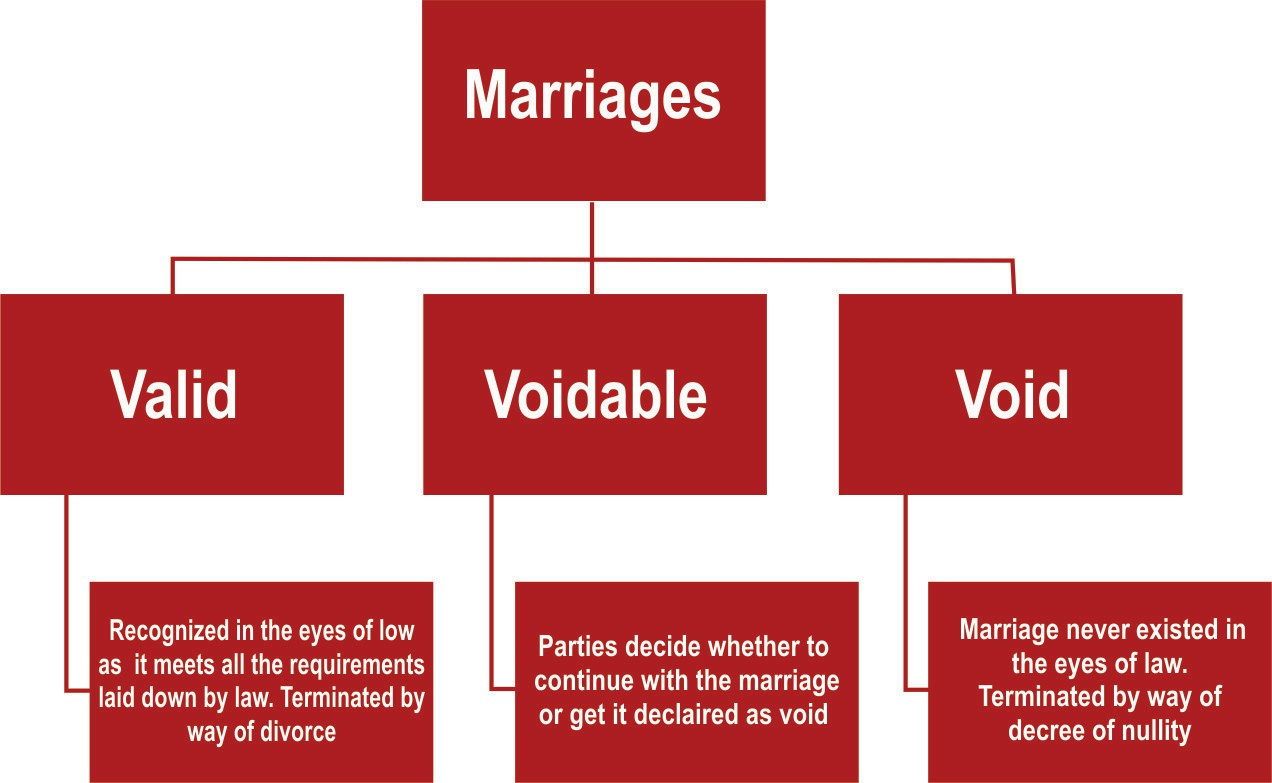 Marriages
Valid
Voidable
Void
Recognized in the eyes of low
as it meets all the requirements
laid down by law. Terminated by
way of divorce
Parties decide whether to
continue with the marriage
or get it declaired as void
Marriage never existed in
the eyes of law.
Terminated by way of
decree of nullity